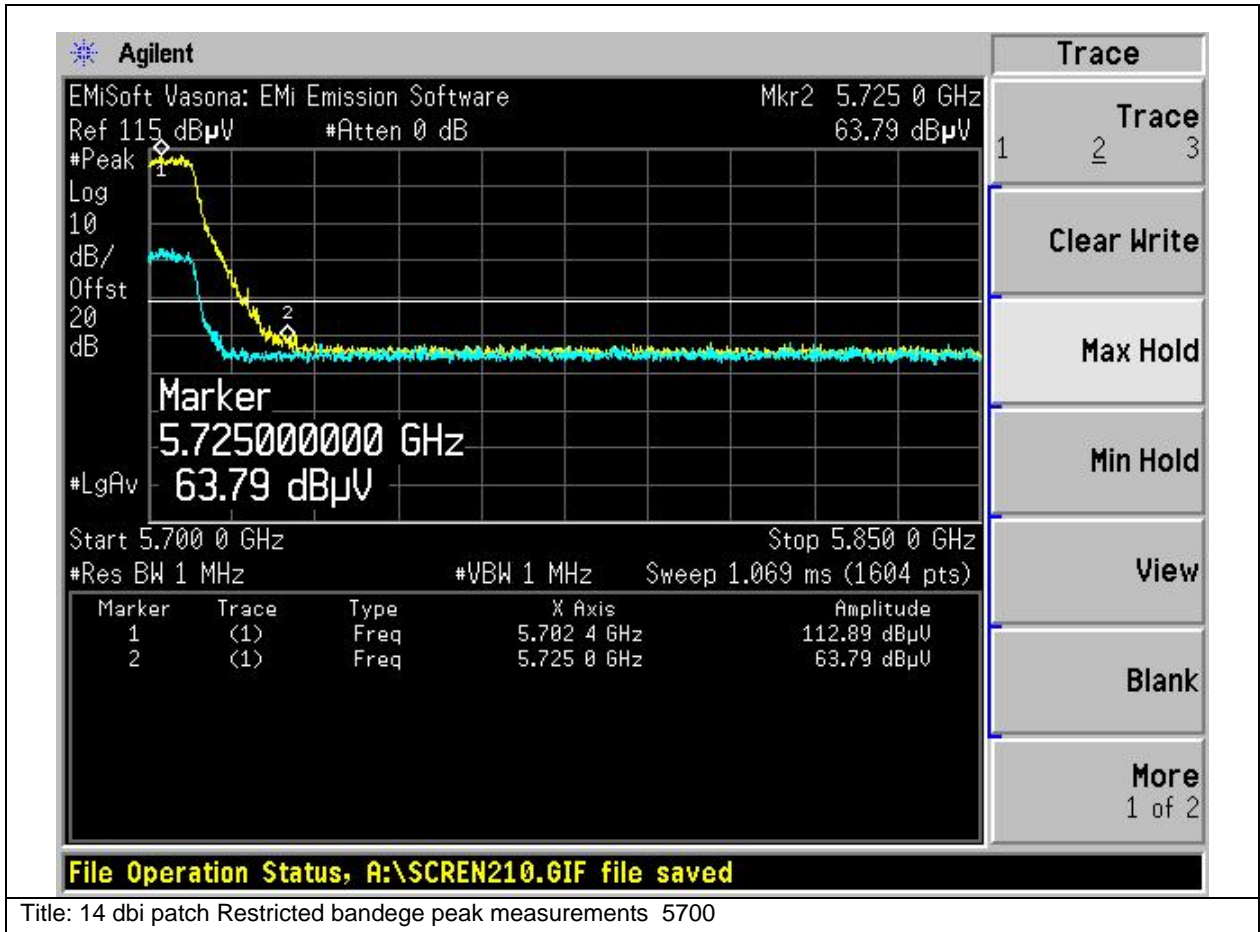 Agilent
Trace
EMiSoft Vasona: EMi Emission Software
Mkr2 5.725 0 GHz
Ref 115 dBµV
#Atten 0 dB
63.79 dBµV
#Peak
Log
10
dB/
Offst
20
dB
1
2
Marker
5.725000000 GHz
63.79 dBµV
#LgAv
Start 5.700 0 GHz
Stop 5.850 0 GHz
#Res BW 1 MHz
#VBW 1 MHz
Sweep 1.069 ms (1604 pts)
Marker Trace Type X Axis Amplitude
1 (1) Freq 5.702 4 GHz 112.89 dBµV
2 (1) Freq 5.725 0 GHz 63.79 dBµV
Trace
1 2 3
Clear Write
Max Hold
Min Hold
View
Blank
More
1 of 2
File Operation Status, A:\SCREN210.GIF file saved
Title: 14 dbi patch Restricted bandege peak measurements 5700